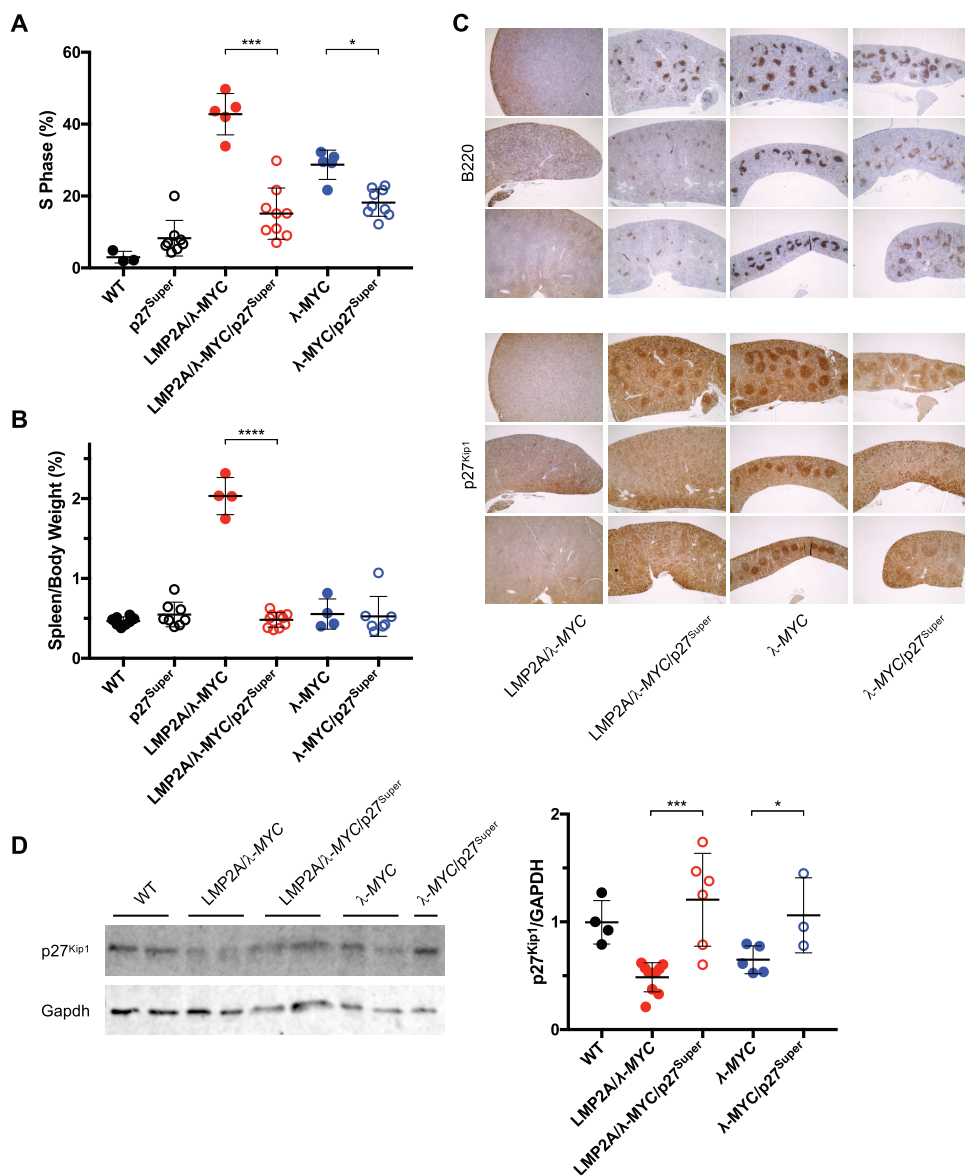 A
S Phase (%)
60
40
20
0
*** *
WT
p27Super
LMP2A/λ-MYC
LMP2A/λ-MYC/p27Super
λ-MYC
λ-MYC/p27Super
B
Spleen/Body Weight (%)
2
1
0
****
WT
p27Super
LMP2A/λ-MYC
LMP2A/λ-MYC/p27Super
λ-MYC
λ-MYC/p27Super
C
B220
p27Kip1
LMP2A/λ-MYC
LMP2A/λ-MYC/p27Super
λ-MYC
λ-MYC/p27Super
D
WT
LMP2A/λ-MYC
LMP2A/λ-MYC/p27Super
λ-MYC
λ-MYC/p27Super
p27Kip1
Gapdh
p27Kip1/GAPDH
2
1
0
*** *
WT
LMP2A/λ-MYC
LMP2A/λ-MYC/p27Super
λ-MYC
λ-MYC/p27Super